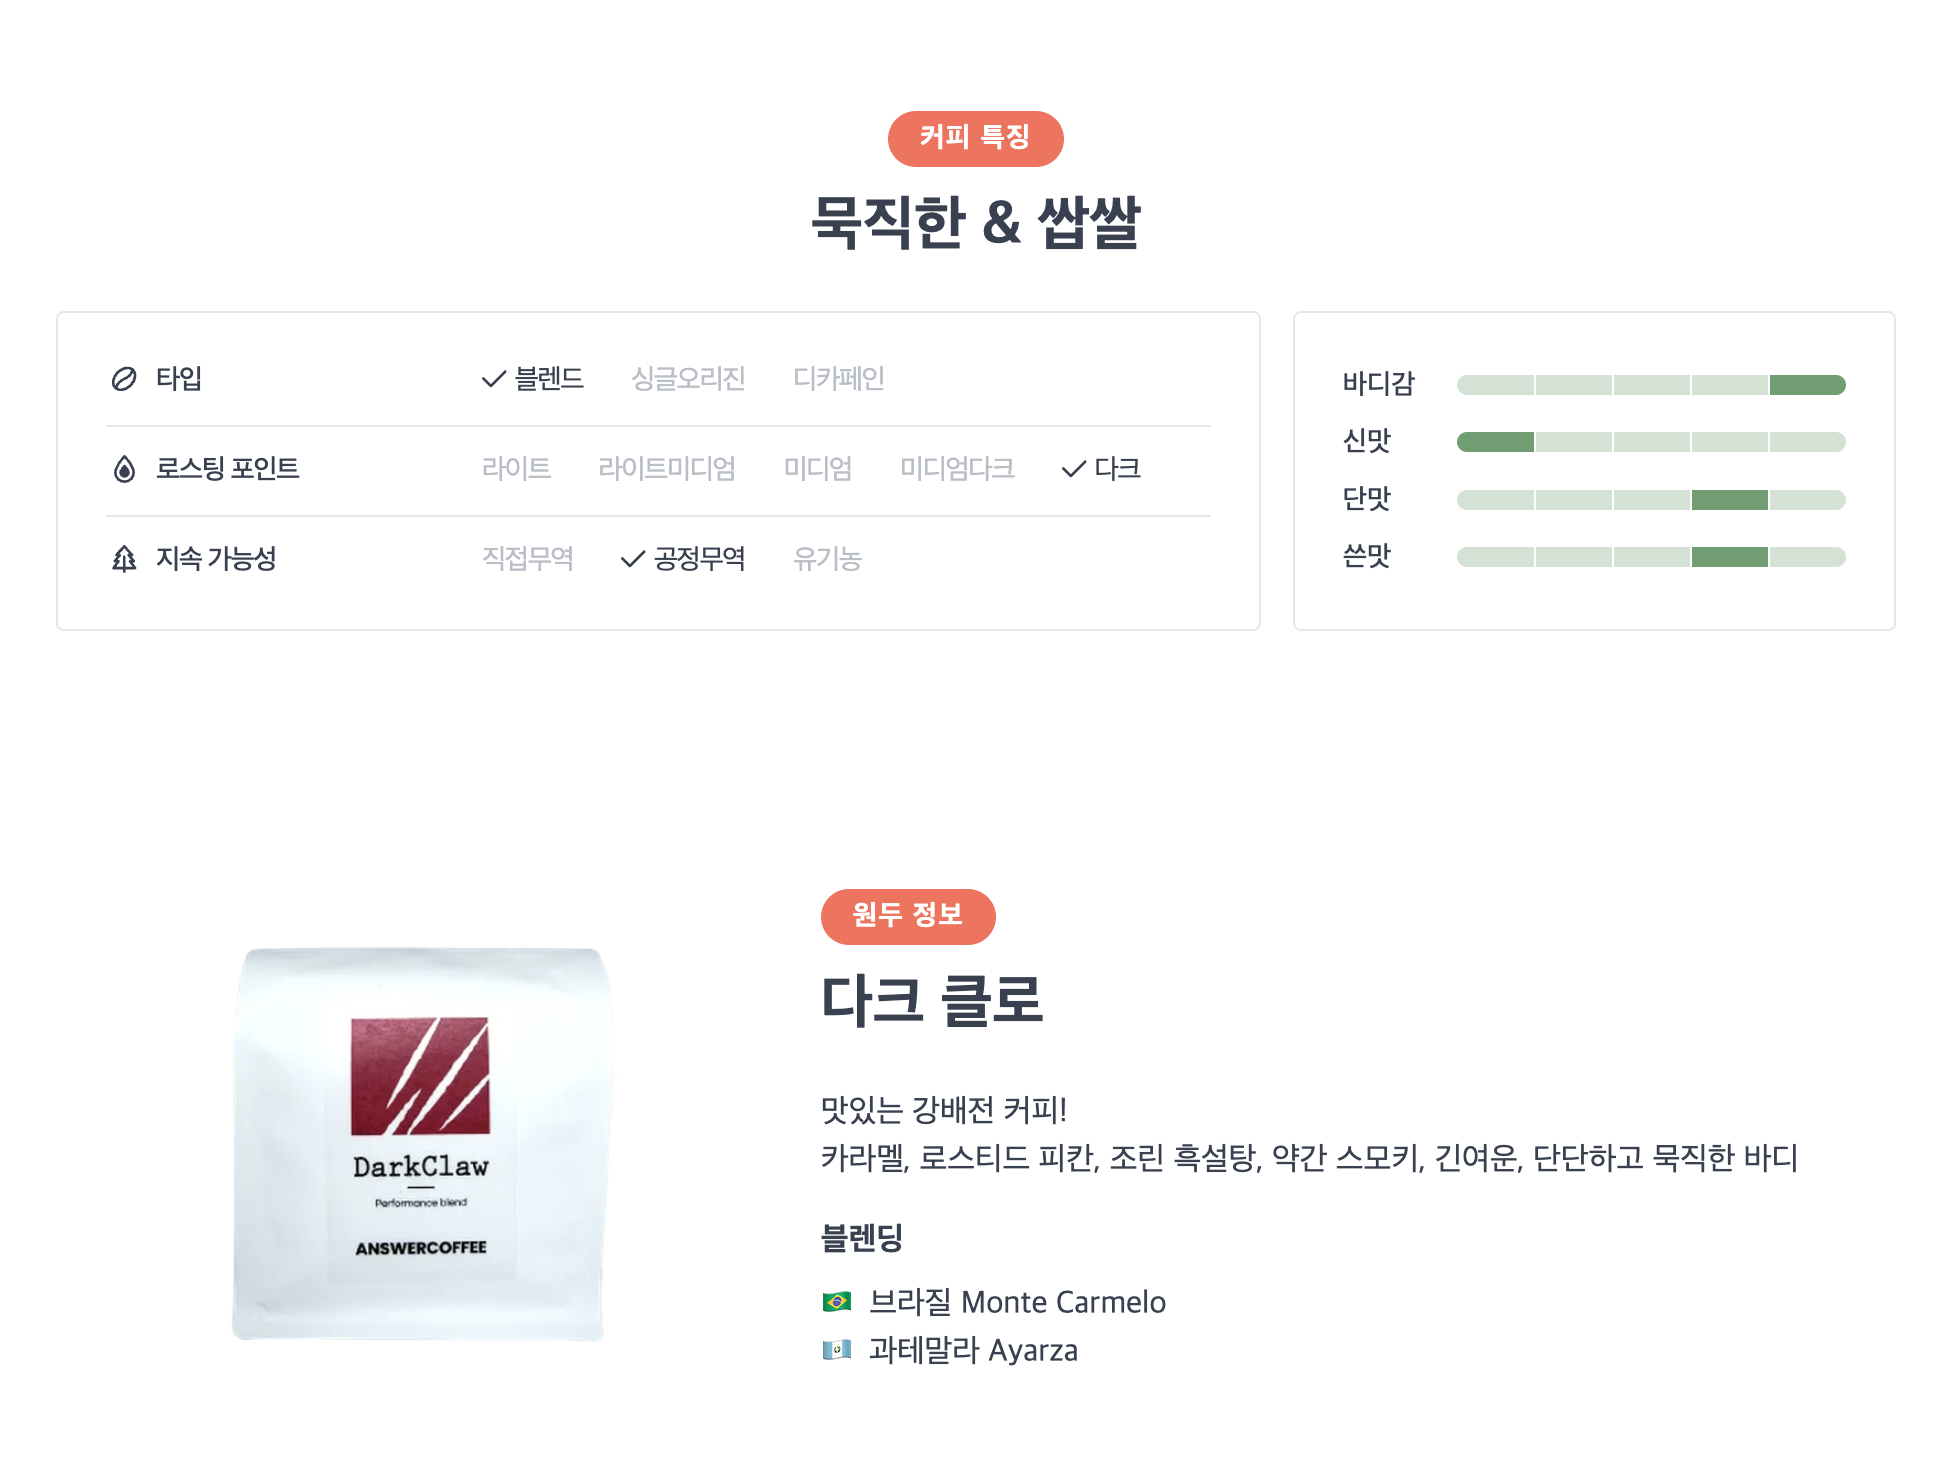 커피 특징
묵직한 & 쌉쌀
타입 블렌드 싱글오리진 디카페인
로스팅 포인트 라이트 라이트미디엄 미디엄 미디엄다크 다크
지속 가능성 직접무역 공정무역 유기농
바디감
신맛
단맛
쓴맛
DarkClaw
Performance blend
ANSWERCOFFEE
원두 정보
다크 클로
맛있는 강배전 커피!
카라멜, 로스티드 피칸, 조린 흑설탕, 약간 스모키, 긴여운, 단단하고 묵직한 바디
블렌딩
🇧🇷 브라질 Monte Carmelo
🇬🇹 과테말라 Ayarza